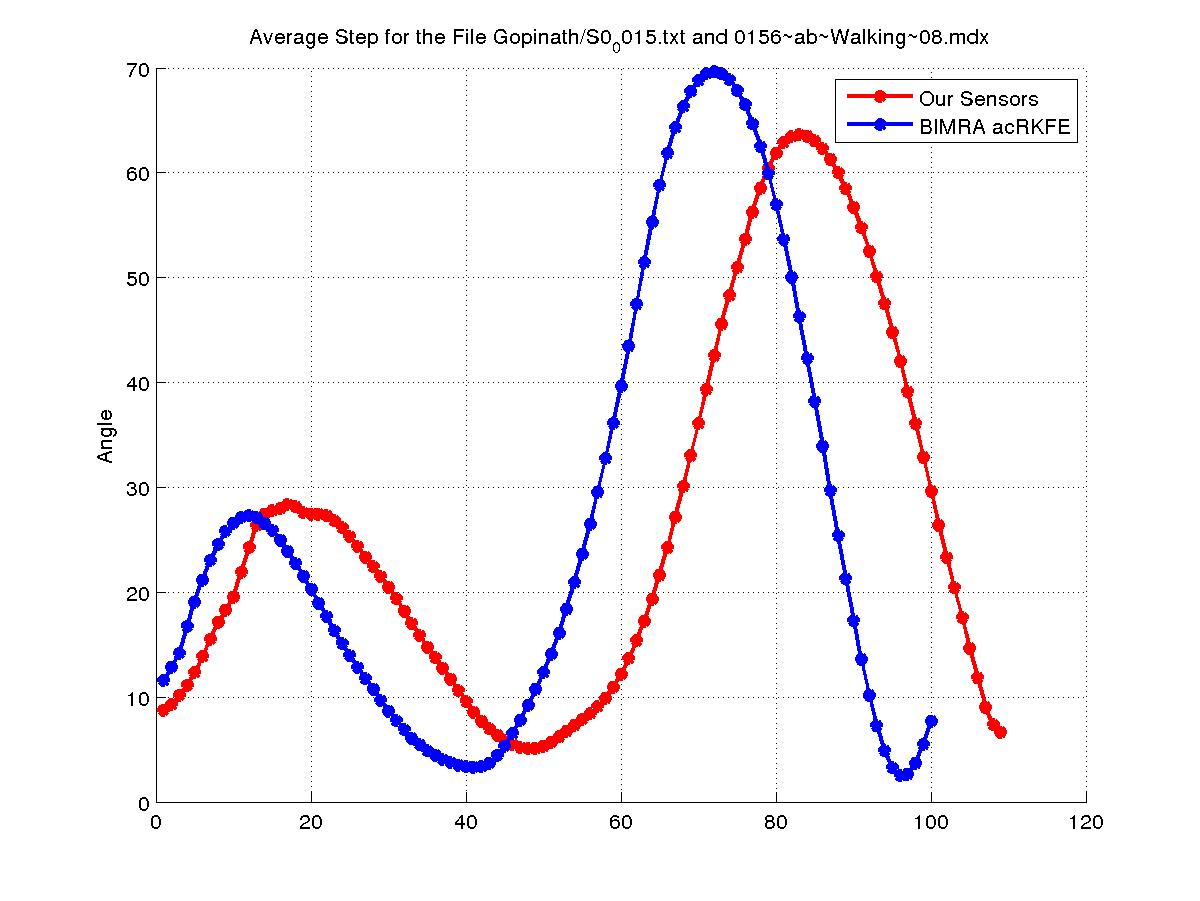 Average Step for the File Gopinath/S0₀015.txt and 0156~ab~Walking~08.mdx
70
Our Sensors
BIMRA acRKFE
60
50
40
Angle
30
20
10
0
0 20 40 60 80 100 120